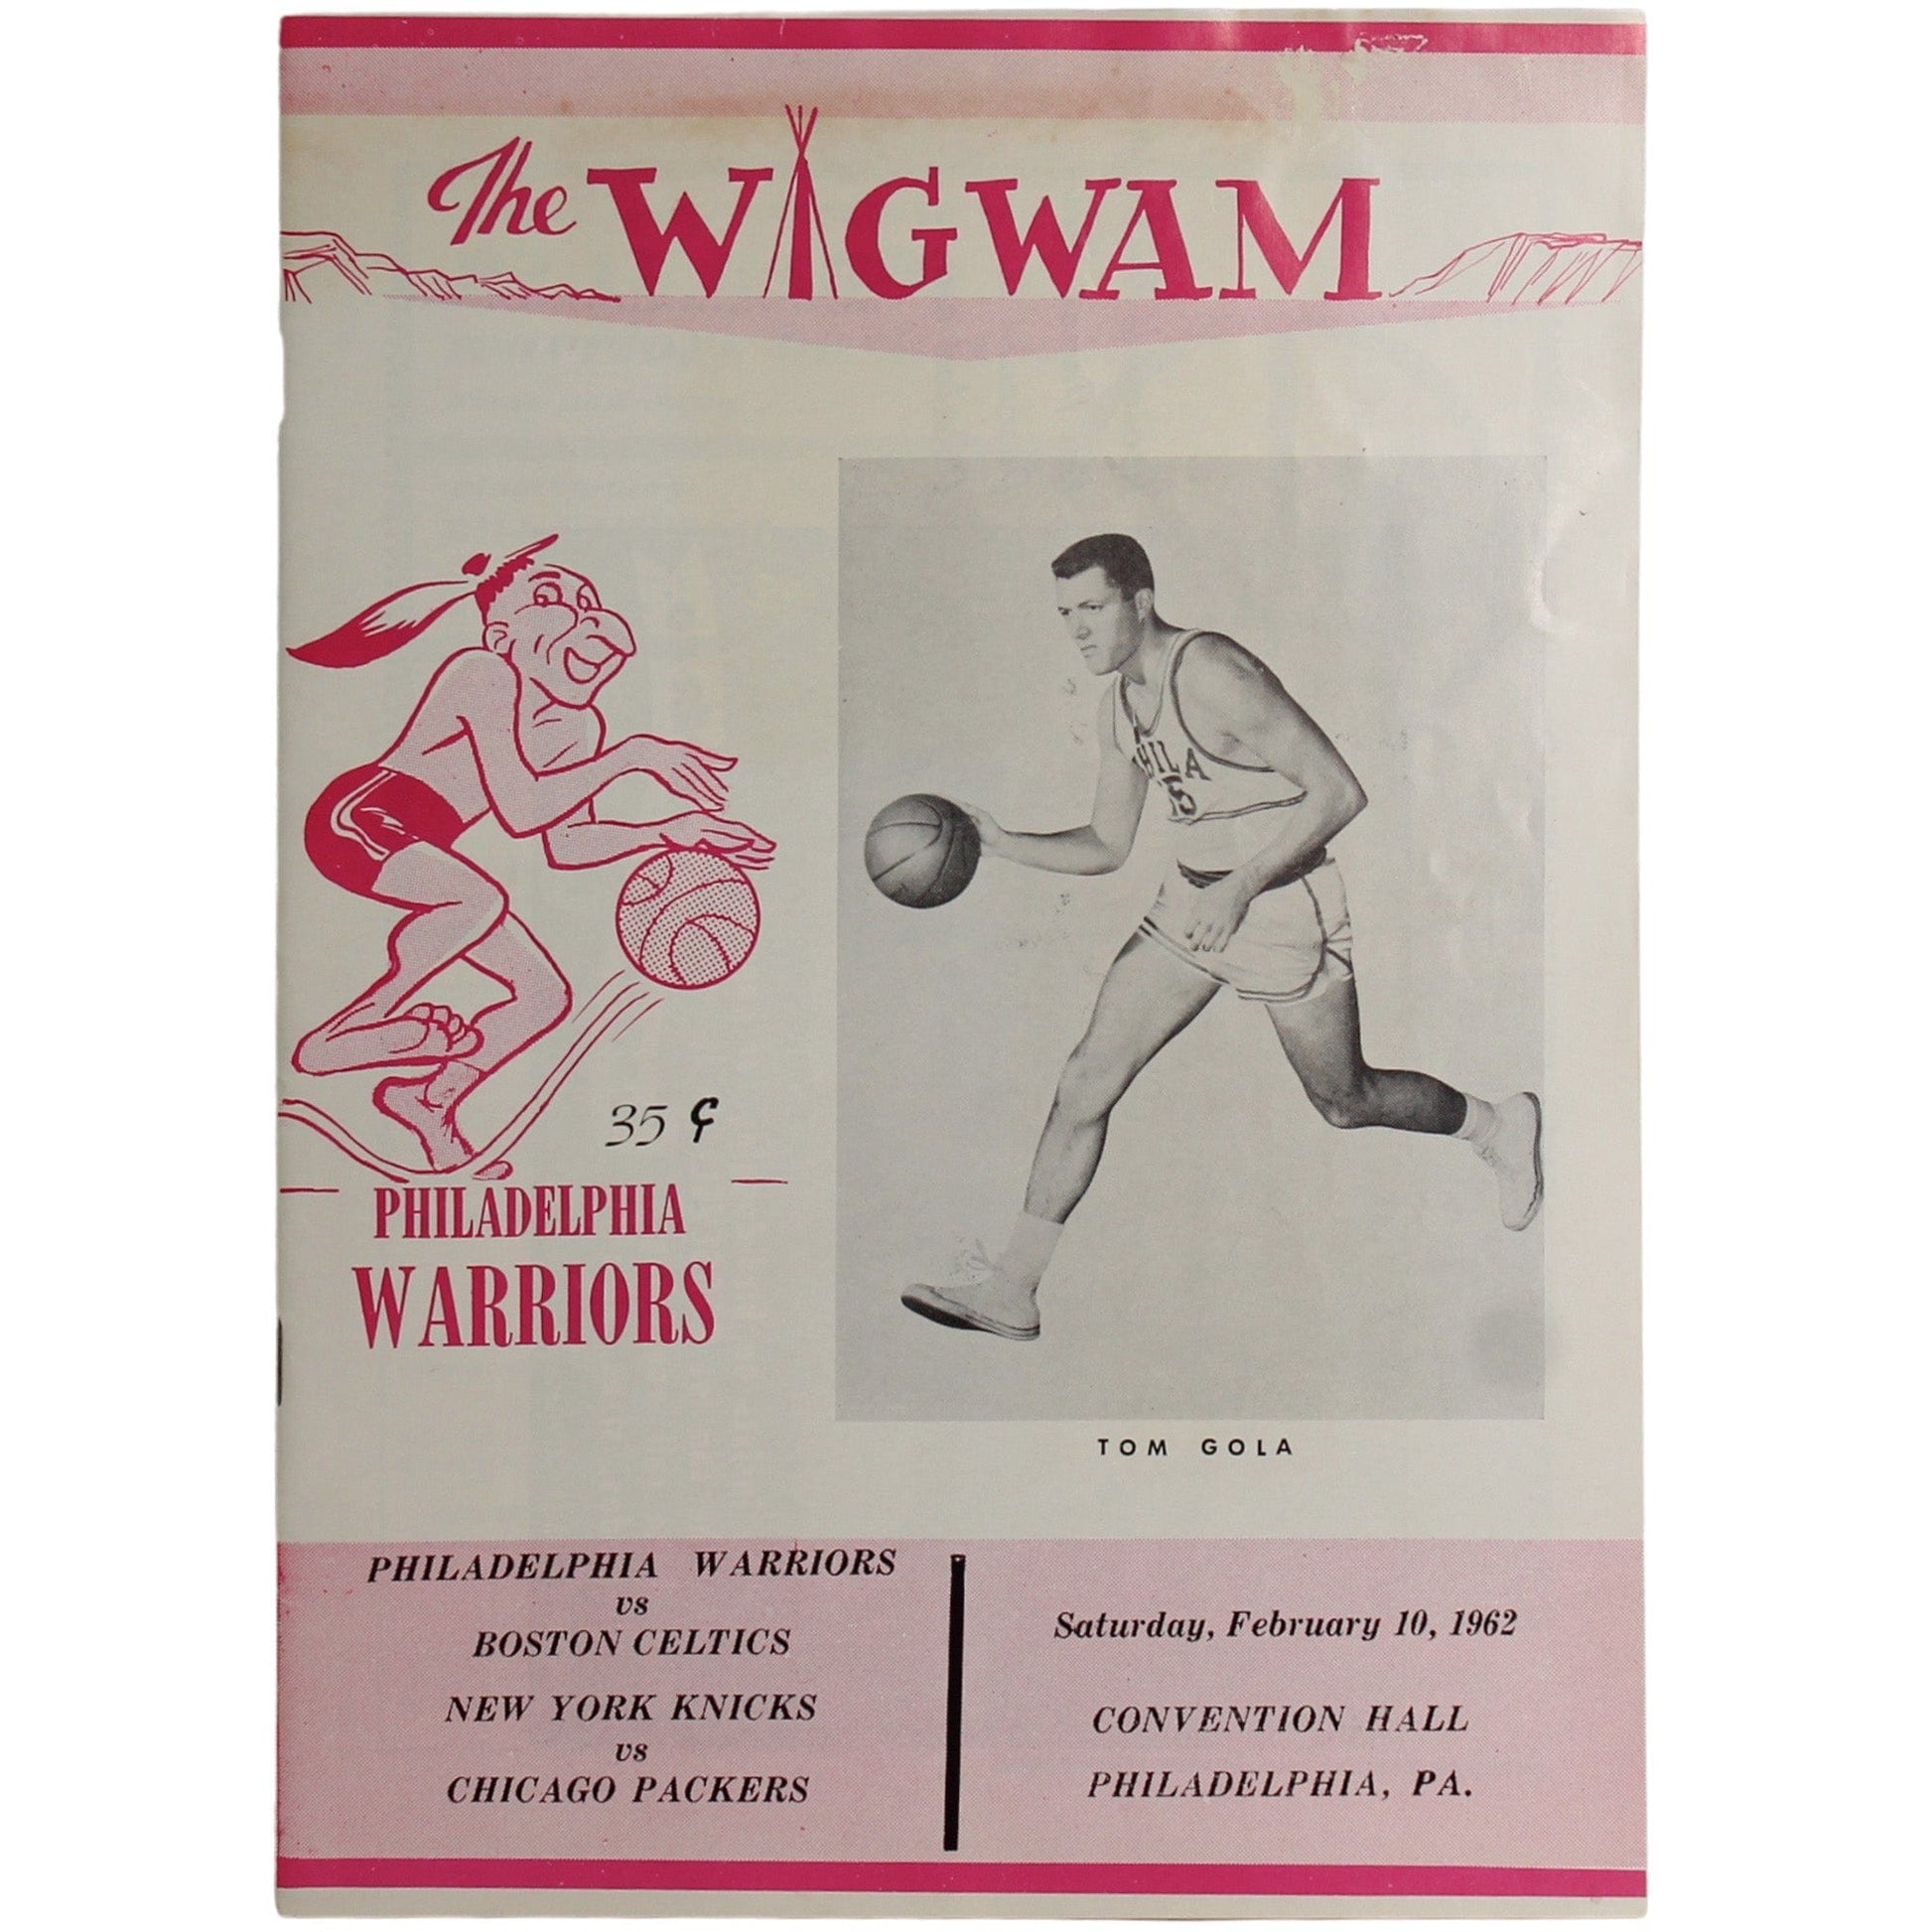 The WIGWAM
PHILA
15
35 ¢
PHILADELPHIA
WARRIORS
TOM GOLA
PHILADELPHIA WARRIORS
vs
BOSTON CELTICS
NEW YORK KNICKS
vs
CHICAGO PACKERS
Saturday, February 10, 1962
CONVENTION HALL
PHILADELPHIA, PA.